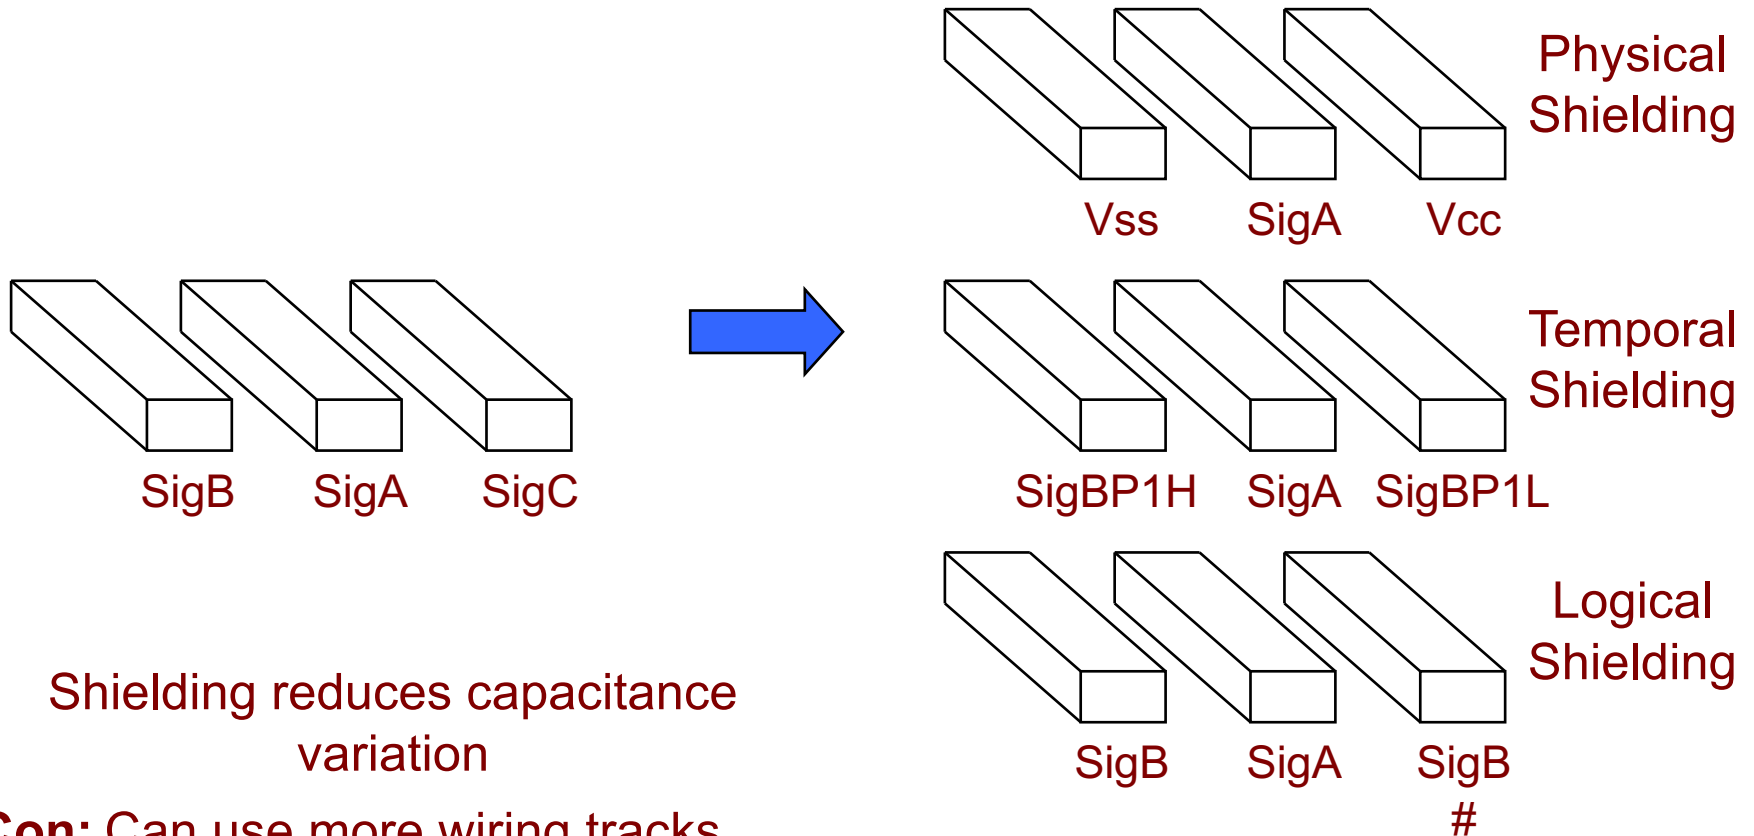 Physical
Shielding
Vss SigA Vcc
Temporal
Shielding
SigB SigA SigC
SigBP1H SigA SigBP1L
Logical
Shielding
Shielding reduces capacitance
variation
SigB SigA SigB
#
Con: Can use more wiring tracks